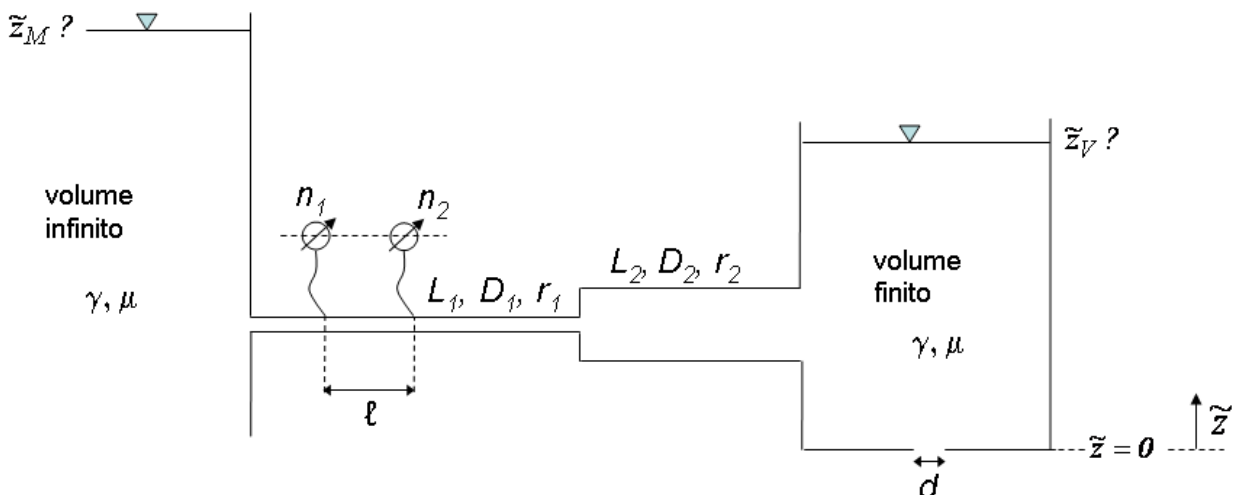 z̃_M ?
z̃_V ?
n_1
n_2
volume
infinito
γ, μ
L_1, D_1, r_1
L_2, D_2, r_2
volume
finito
γ, μ
ℓ
z̃
z̃ = 0
d